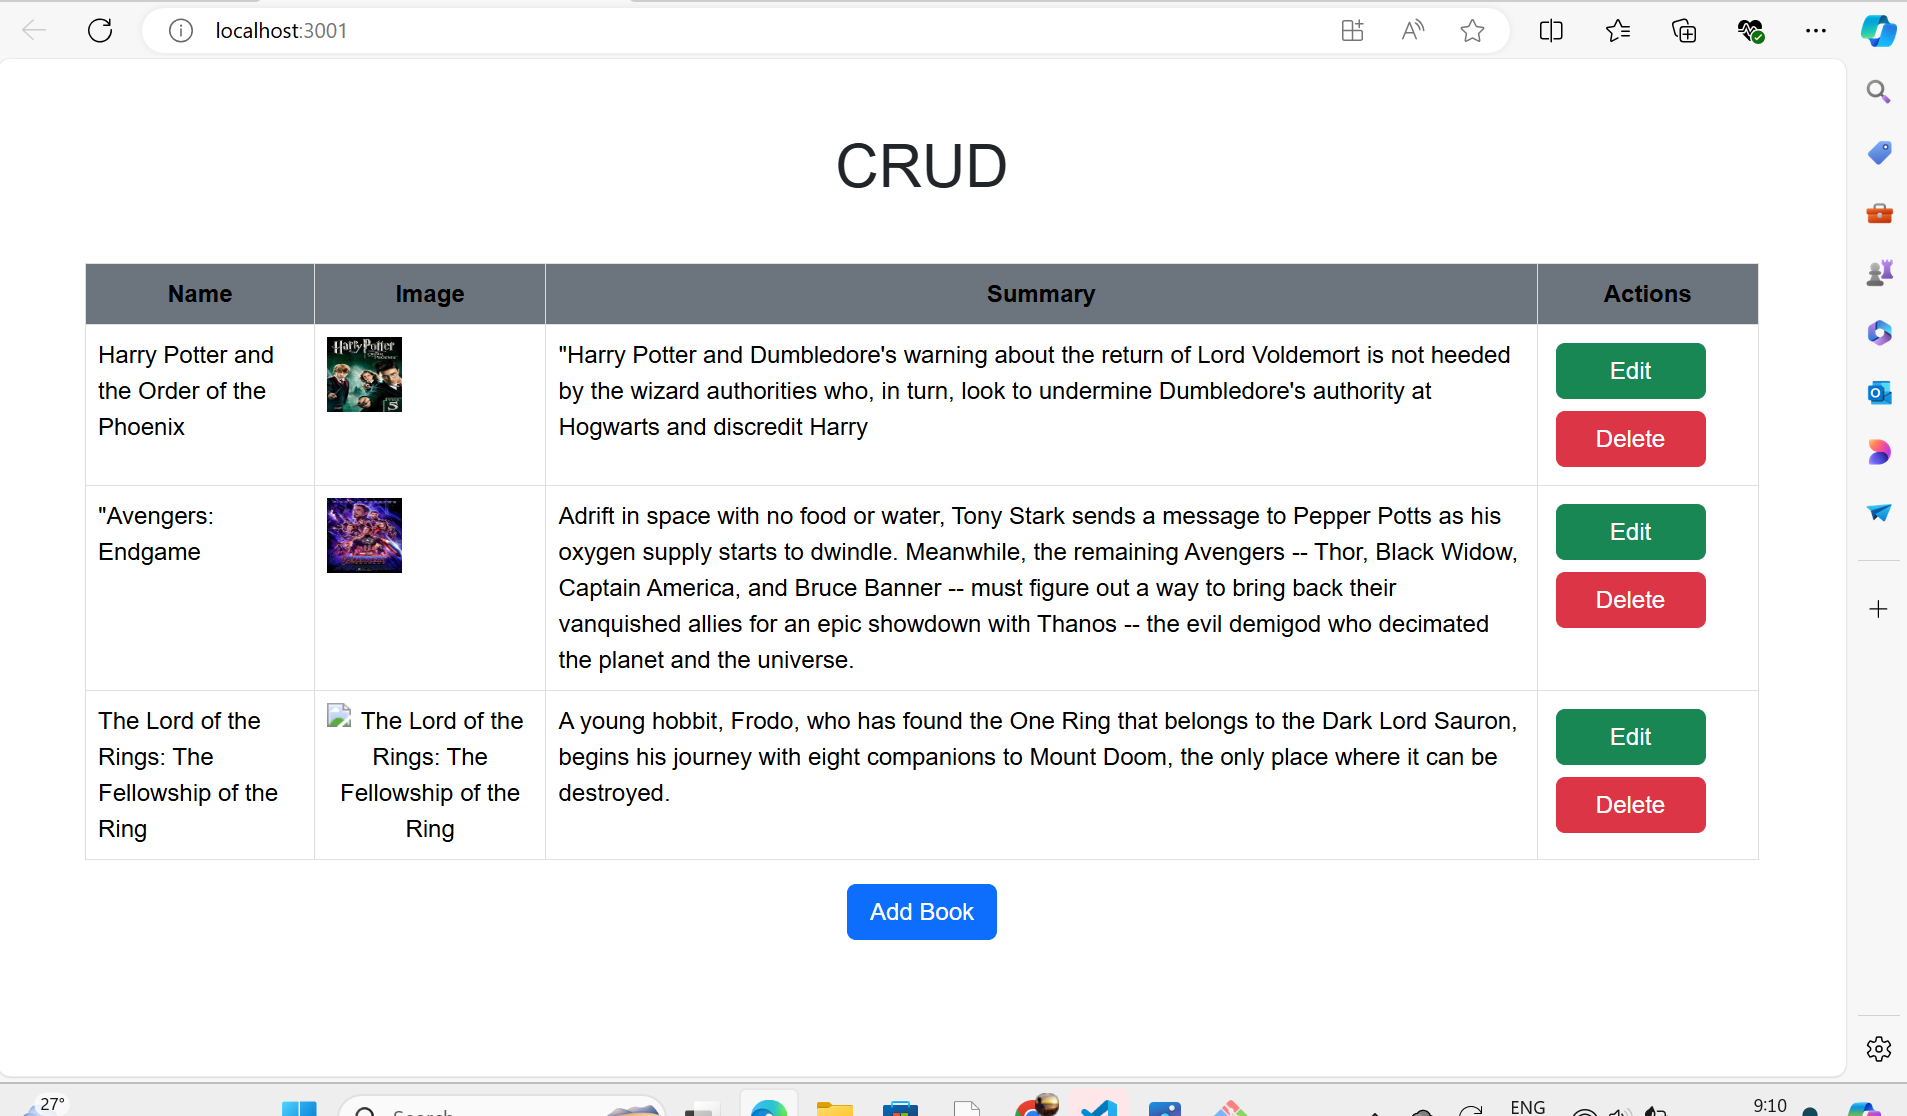 localhost:3001
CRUD
Name Image Summary Actions
Harry Potter and
the Order of the
Phoenix
Harry Potter
"Harry Potter and Dumbledore's warning about the return of Lord Voldemort is not heeded
by the wizard authorities who, in turn, look to undermine Dumbledore's authority at
Hogwarts and discredit Harry
Edit
Delete
"Avengers:
Endgame
Adrift in space with no food or water, Tony Stark sends a message to Pepper Potts as his
oxygen supply starts to dwindle. Meanwhile, the remaining Avengers -- Thor, Black Widow,
Captain America, and Bruce Banner -- must figure out a way to bring back their
vanquished allies for an epic showdown with Thanos -- the evil demigod who decimated
the planet and the universe.
Edit
Delete
The Lord of the
Rings: The
Fellowship of the
Ring
The Lord of the
Rings: The
Fellowship of the
Ring
A young hobbit, Frodo, who has found the One Ring that belongs to the Dark Lord Sauron,
begins his journey with eight companions to Mount Doom, the only place where it can be
destroyed.
Edit
Delete
Add Book
27°
Search
ENG
9:10